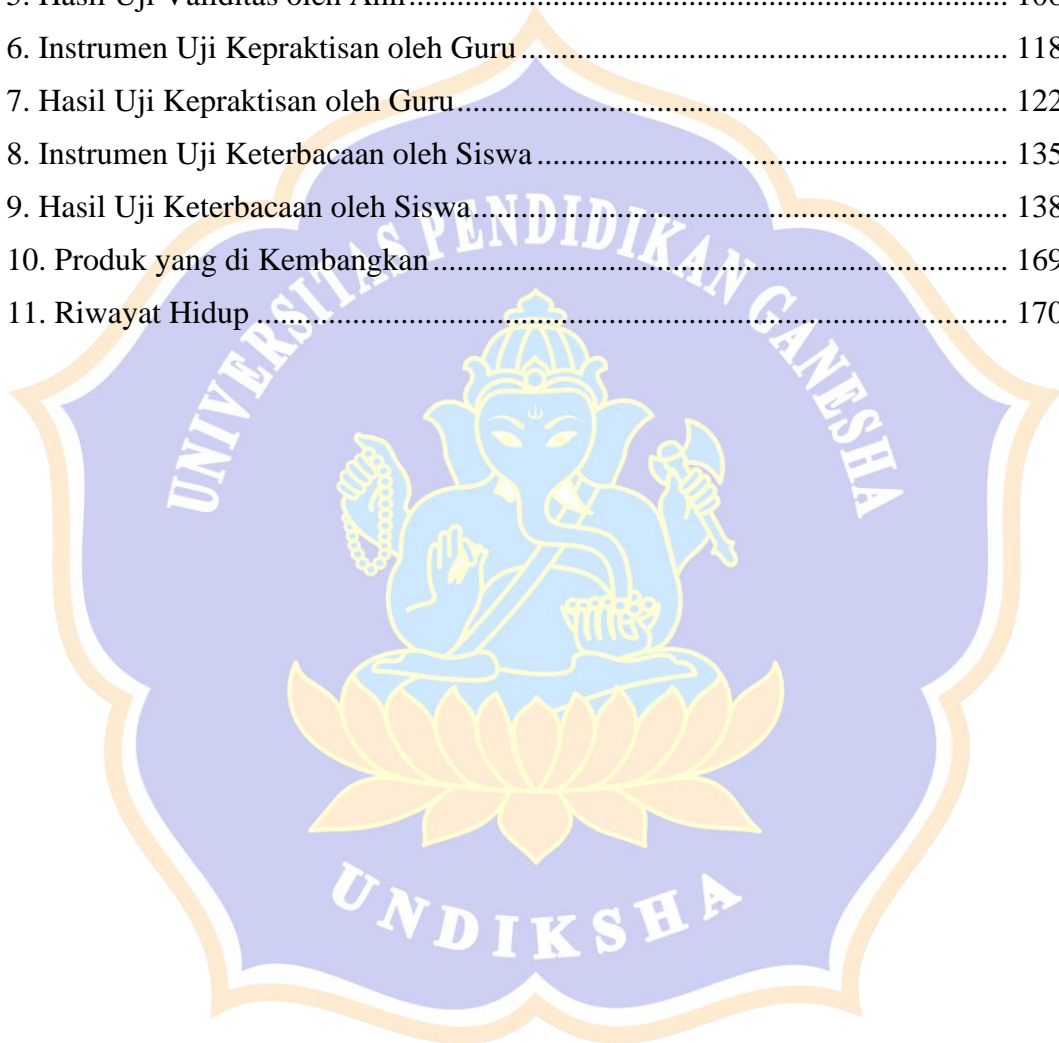 6. Instrumen Uji Kepraktisan oleh Guru ................................................ 118
7. Hasil Uji Kepraktisan oleh Guru ................................................ 122
8. Instrumen Uji Keterbacaan oleh Siswa ................................................ 135
9. Hasil Uji Keterbacaan oleh Siswa ................................................ 138
10. Produk yang di Kembangkan ................................................ 169
11. Riwayat Hidup ................................................ 170
UNIVERSITAS PENDIDIKAN GANESHA
UNDIKSHA